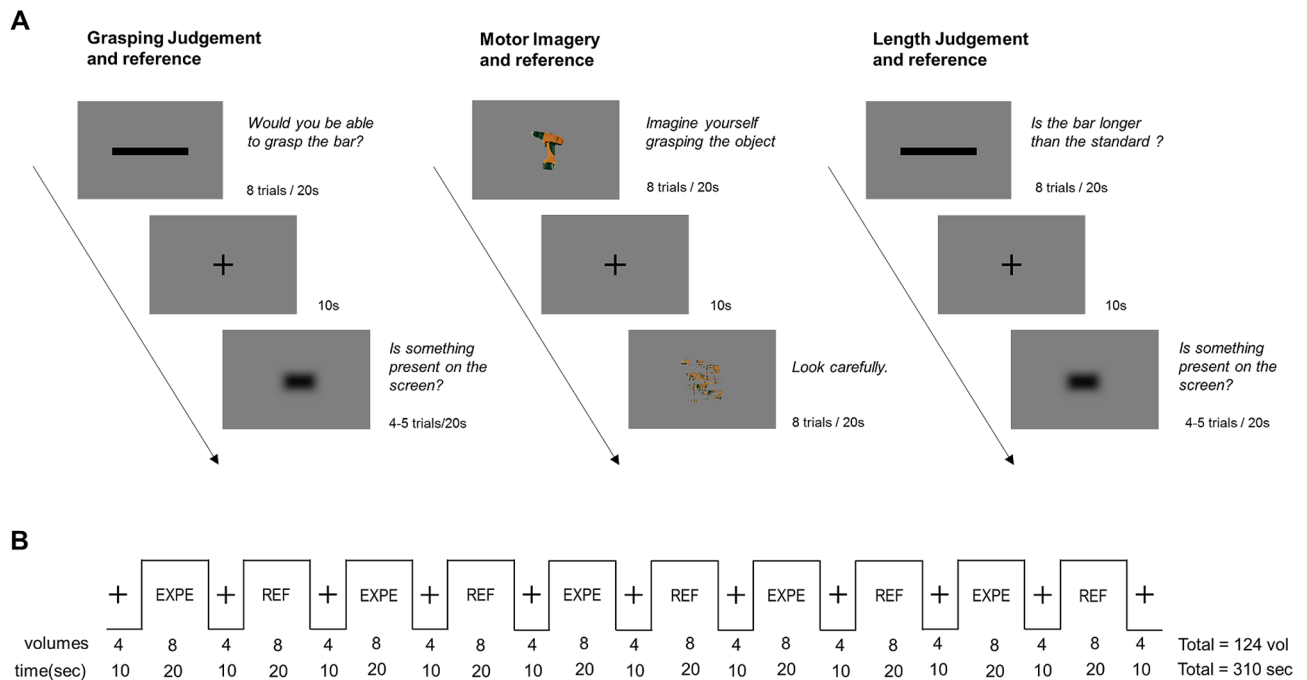 A
Grasping Judgement
and reference
Would you be able
to grasp the bar?
8 trials / 20s
10s
Is something
present on the
screen?
4-5 trials/20s
Motor Imagery
and reference
Imagine yourself
grasping the object
8 trials / 20s
10s
Look carefully.
8 trials / 20s
Length Judgement
and reference
Is the bar longer
than the standard ?
8 trials / 20s
10s
Is something
present on the
screen?
4-5 trials / 20s
B
+ EXPE + REF + EXPE + REF + EXPE + REF + EXPE + REF + EXPE + REF +
volumes 4 8 4 8 4 8 4 8 4 8 4 8 4 8 4 8 4 8 4 8 4 Total = 124 vol
time(sec) 10 20 10 20 10 20 10 20 10 20 10 20 10 20 10 20 10 20 10 20 10 Total = 310 sec